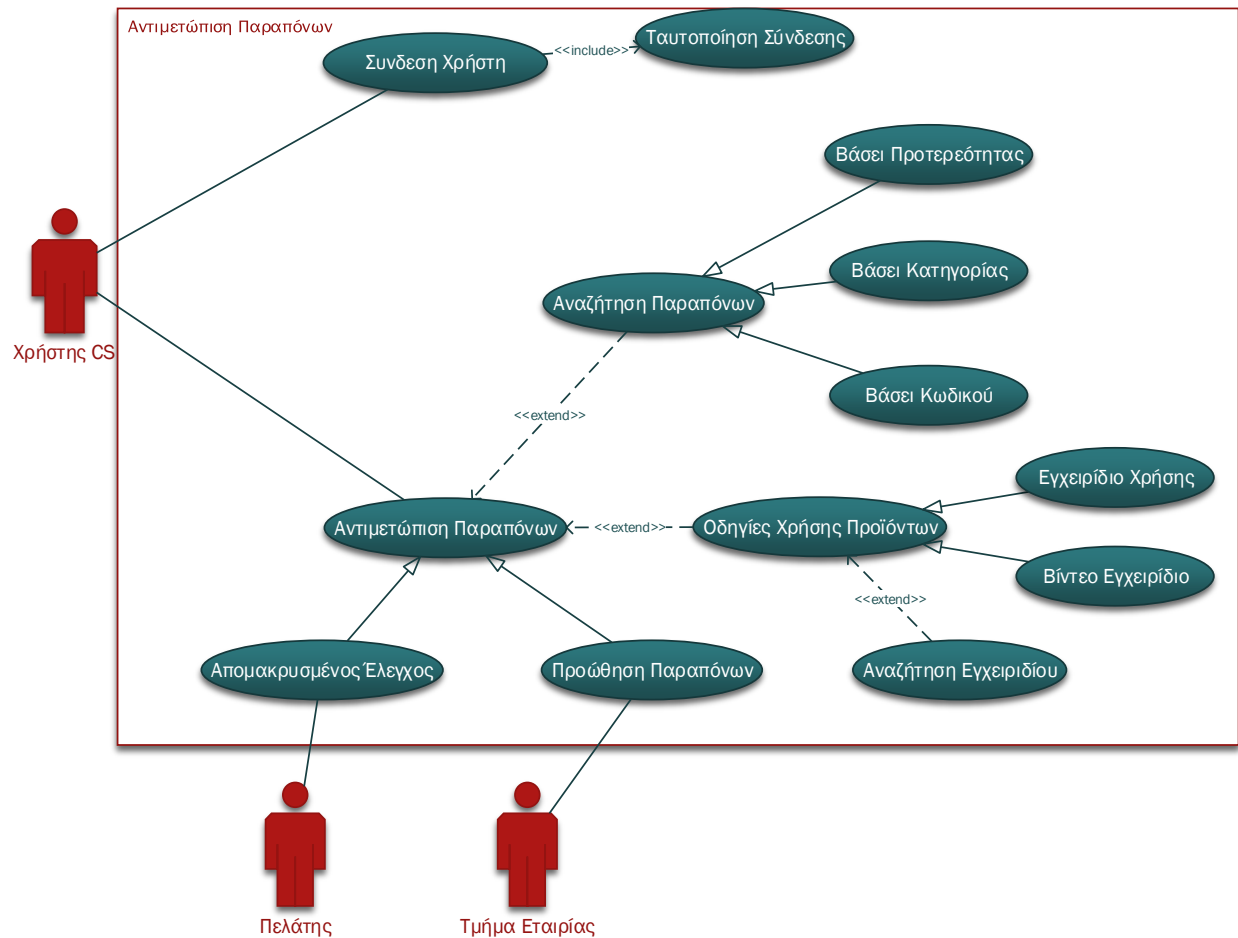 Αντιμετώπιση Παραπόνων
Συνδεση Χρήστη
<<include>>
Ταυτοποίηση Σύνδεσης
Βάσει Προτερεότητας
Βάσει Κατηγορίας
Αναζήτηση Παραπόνων
Χρήστης CS
Βάσει Κωδικού
<<extend>>
Εγχειρίδιο Χρήσης
Αντιμετώπιση Παραπόνων
<<extend>>
Οδηγίες Χρήσης Προϊόντων
Βίντεο Εγχειρίδιο
<<extend>>
Απομακρυσμένος Έλεγχος
Προώθηση Παραπόνων
Αναζήτηση Εγχειριδίου
Πελάτης
Τμήμα Εταιρίας